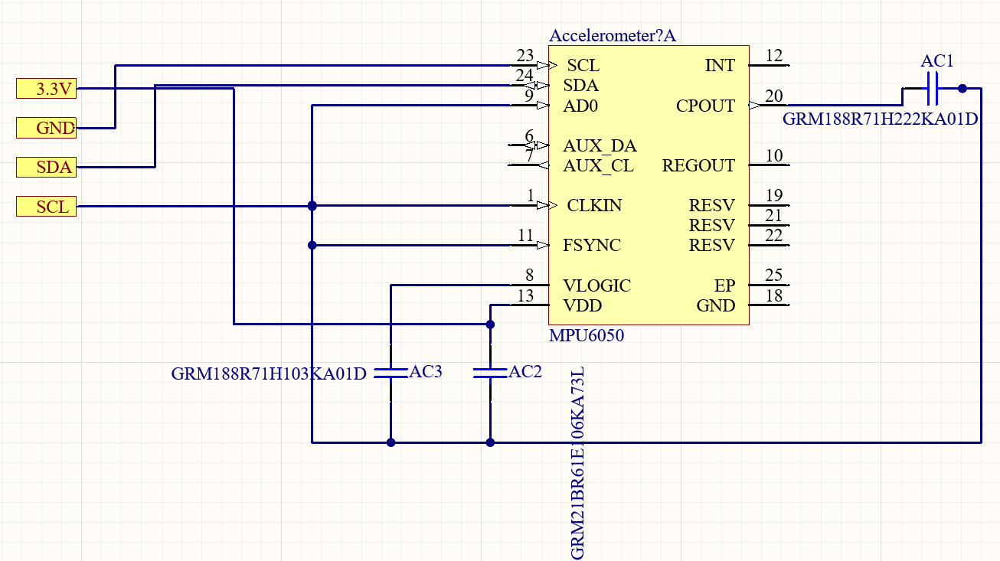 Accelerometer?A
3.3V
GND
SDA
SCL
23
SCL
24
SDA
9
AD0
6
AUX_DA
7
AUX_CL
1
CLKIN
11
FSYNC
8
VLOGIC
13
VDD
INT
12
CPOUT
20
REGOUT
10
RESV
19
RESV
21
RESV
22
EP
25
GND
18
MPU6050
AC1
GRM188R71H222KA01D
GRM188R71H103KA01D
AC3
AC2
GRM21BR61E106KA73L